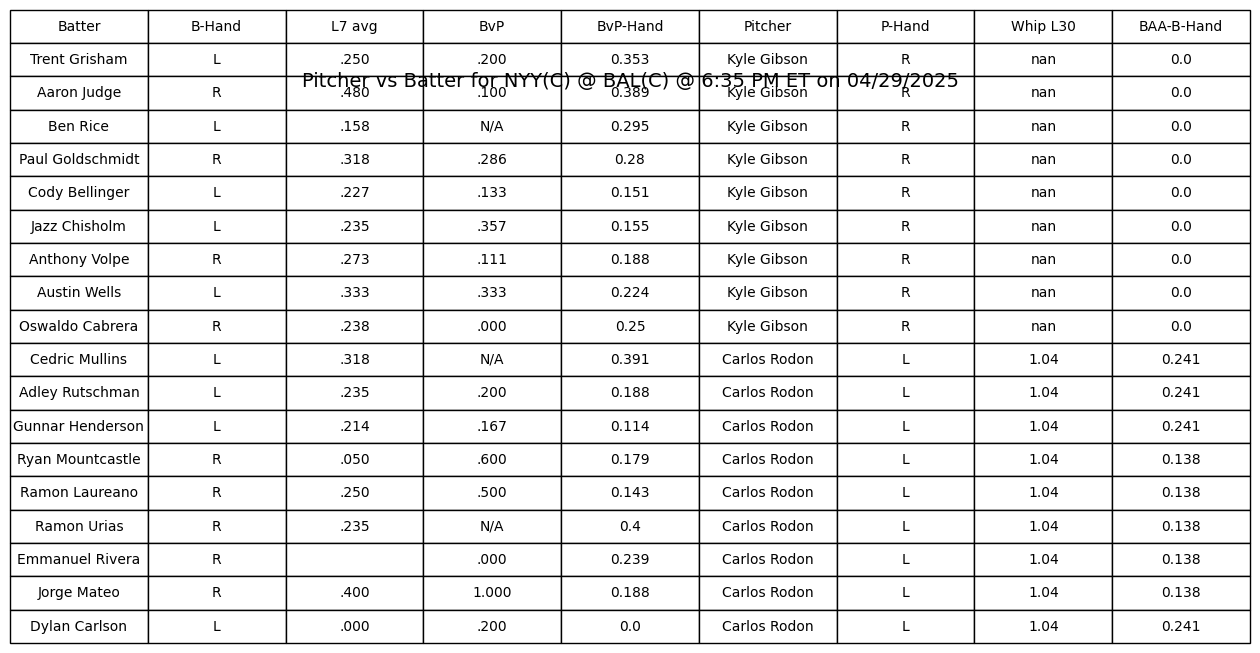 Batter B-Hand L7 avg BvP BvP-Hand Pitcher P-Hand Whip L30 BAA-B-Hand
Trent Grisham L .250 .200 0.353 Kyle Gibson R nan 0.0
Pitcher vs Batter for NYY(C) @ BAL(C) @ 6:35 PM ET on 04/29/2025
Aaron Judge R .480 .100 0.389 Kyle Gibson R nan 0.0
Ben Rice L .158 N/A 0.295 Kyle Gibson R nan 0.0
Paul Goldschmidt R .318 .286 0.28 Kyle Gibson R nan 0.0
Cody Bellinger L .227 .133 0.151 Kyle Gibson R nan 0.0
Jazz Chisholm L .235 .357 0.155 Kyle Gibson R nan 0.0
Anthony Volpe R .273 .111 0.188 Kyle Gibson R nan 0.0
Austin Wells L .333 .333 0.224 Kyle Gibson R nan 0.0
Oswaldo Cabrera R .238 .000 0.25 Kyle Gibson R nan 0.0
Cedric Mullins L .318 N/A 0.391 Carlos Rodon L 1.04 0.241
Adley Rutschman L .235 .200 0.188 Carlos Rodon L 1.04 0.241
Gunnar Henderson L .214 .167 0.114 Carlos Rodon L 1.04 0.241
Ryan Mountcastle R .050 .600 0.179 Carlos Rodon L 1.04 0.138
Ramon Laureano R .250 .500 0.143 Carlos Rodon L 1.04 0.138
Ramon Urias R .235 N/A 0.4 Carlos Rodon L 1.04 0.138
Emmanuel Rivera R .000 0.239 Carlos Rodon L 1.04 0.138
Jorge Mateo R .400 1.000 0.188 Carlos Rodon L 1.04 0.138
Dylan Carlson L .000 .200 0.0 Carlos Rodon L 1.04 0.241